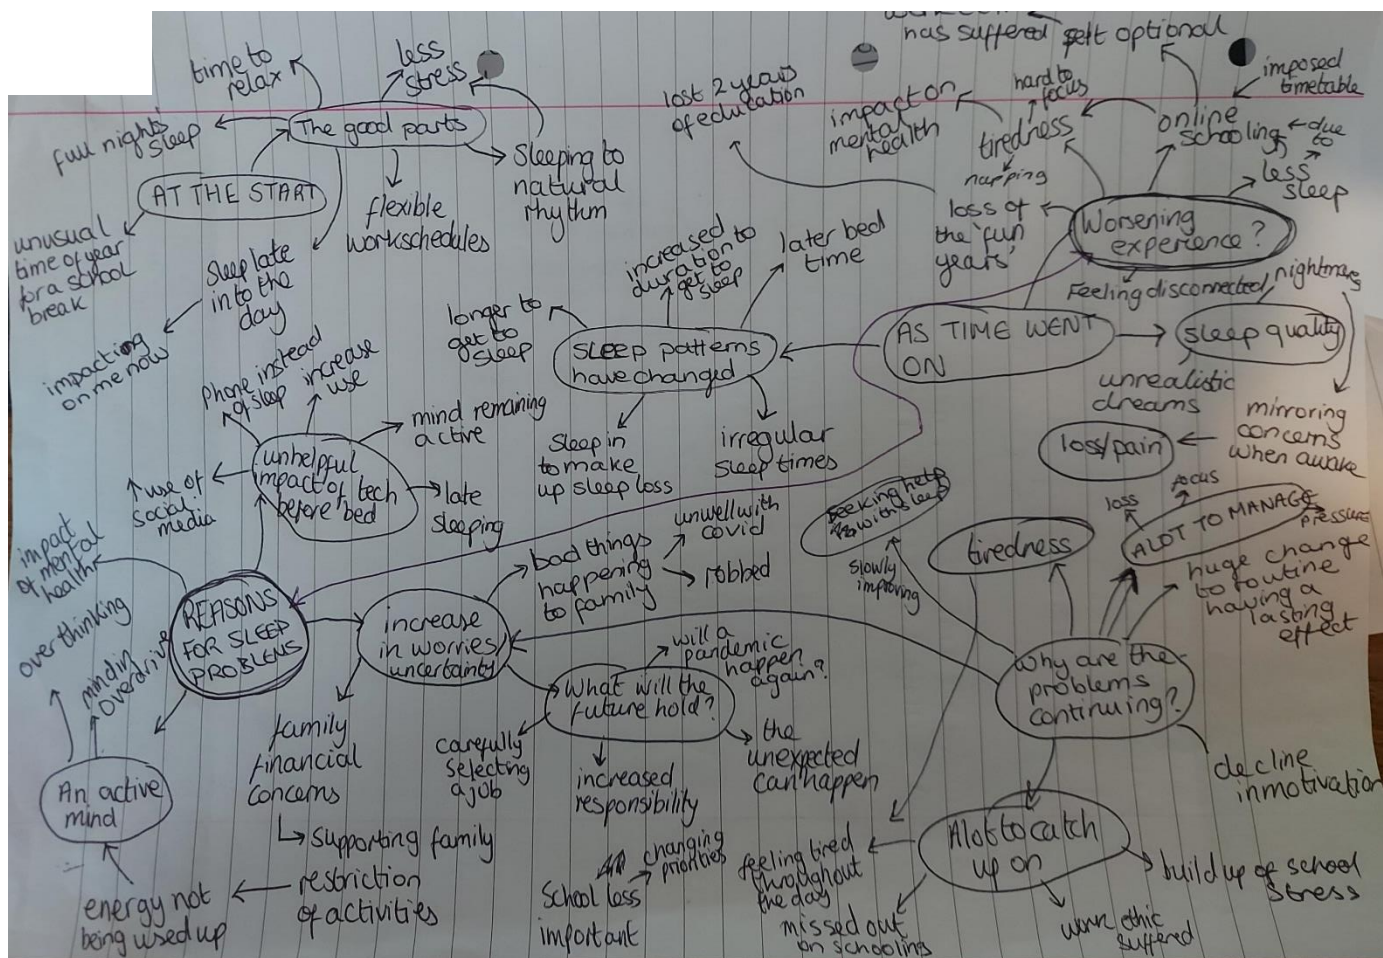 has suffered
felt optional
time to
relax
less
stress
full nights'
sleep
The good parts
AT THE START
Sleeping to
natural
rhythm
flexible
workschedules
unusual
time of year
for a school
break
Sleep late
into the
day
impacting
on me now
lost 2 years
of education
impact on
mental
health
hard to
focus
tiredness
napping
online
schooling
imposed
timetable
due
to
less
sleep
loss of
the 'fun
years'
Worsening
experience?
Feeling disconnected
nightmares
AS TIME WENT
ON
sleep quality
unrealistic
dreams
mirroring
concerns
when awake
loss/pain
increased
duration to
get to
sleep
later bed
time
longer to
get to
sleep
SLEEP patterns
have changed
Sleep in
to make
up sleep loss
irregular
sleep times
Phone instead
of sleep
increase
use
mind remaining
active
unhelpful
impact of tech
before bed
↑ use of
social
media
late
sleeping
impact
of mental
health
REASONS
FOR SLEEP
PROBLEMS
over thinking
mind in
overdrive
An active
mind
energy not
being used up
restriction
of activities
increase
in worries/
uncertainty
bad things
happening
to family
unwell with
covid
robbed
family
financial
concerns
supporting family
What will the
future hold?
will a
pandemic
happen
again?
carefully
selecting
a job
increased
responsibility
the
unexpected
can happen
School less
important
changing
priorities
Seeking help
with sleep
slowly
improving
tiredness
loss
focus
pressure
ALOT TO MANAGE
huge change
to routine
having a
lasting
effect
Why are the
problems
continuing?
decline
in motivation
A lot to catch
up on
feeling tired
throughout
the day
missed out
on schooling
work ethic
suffered
build up of school
stress